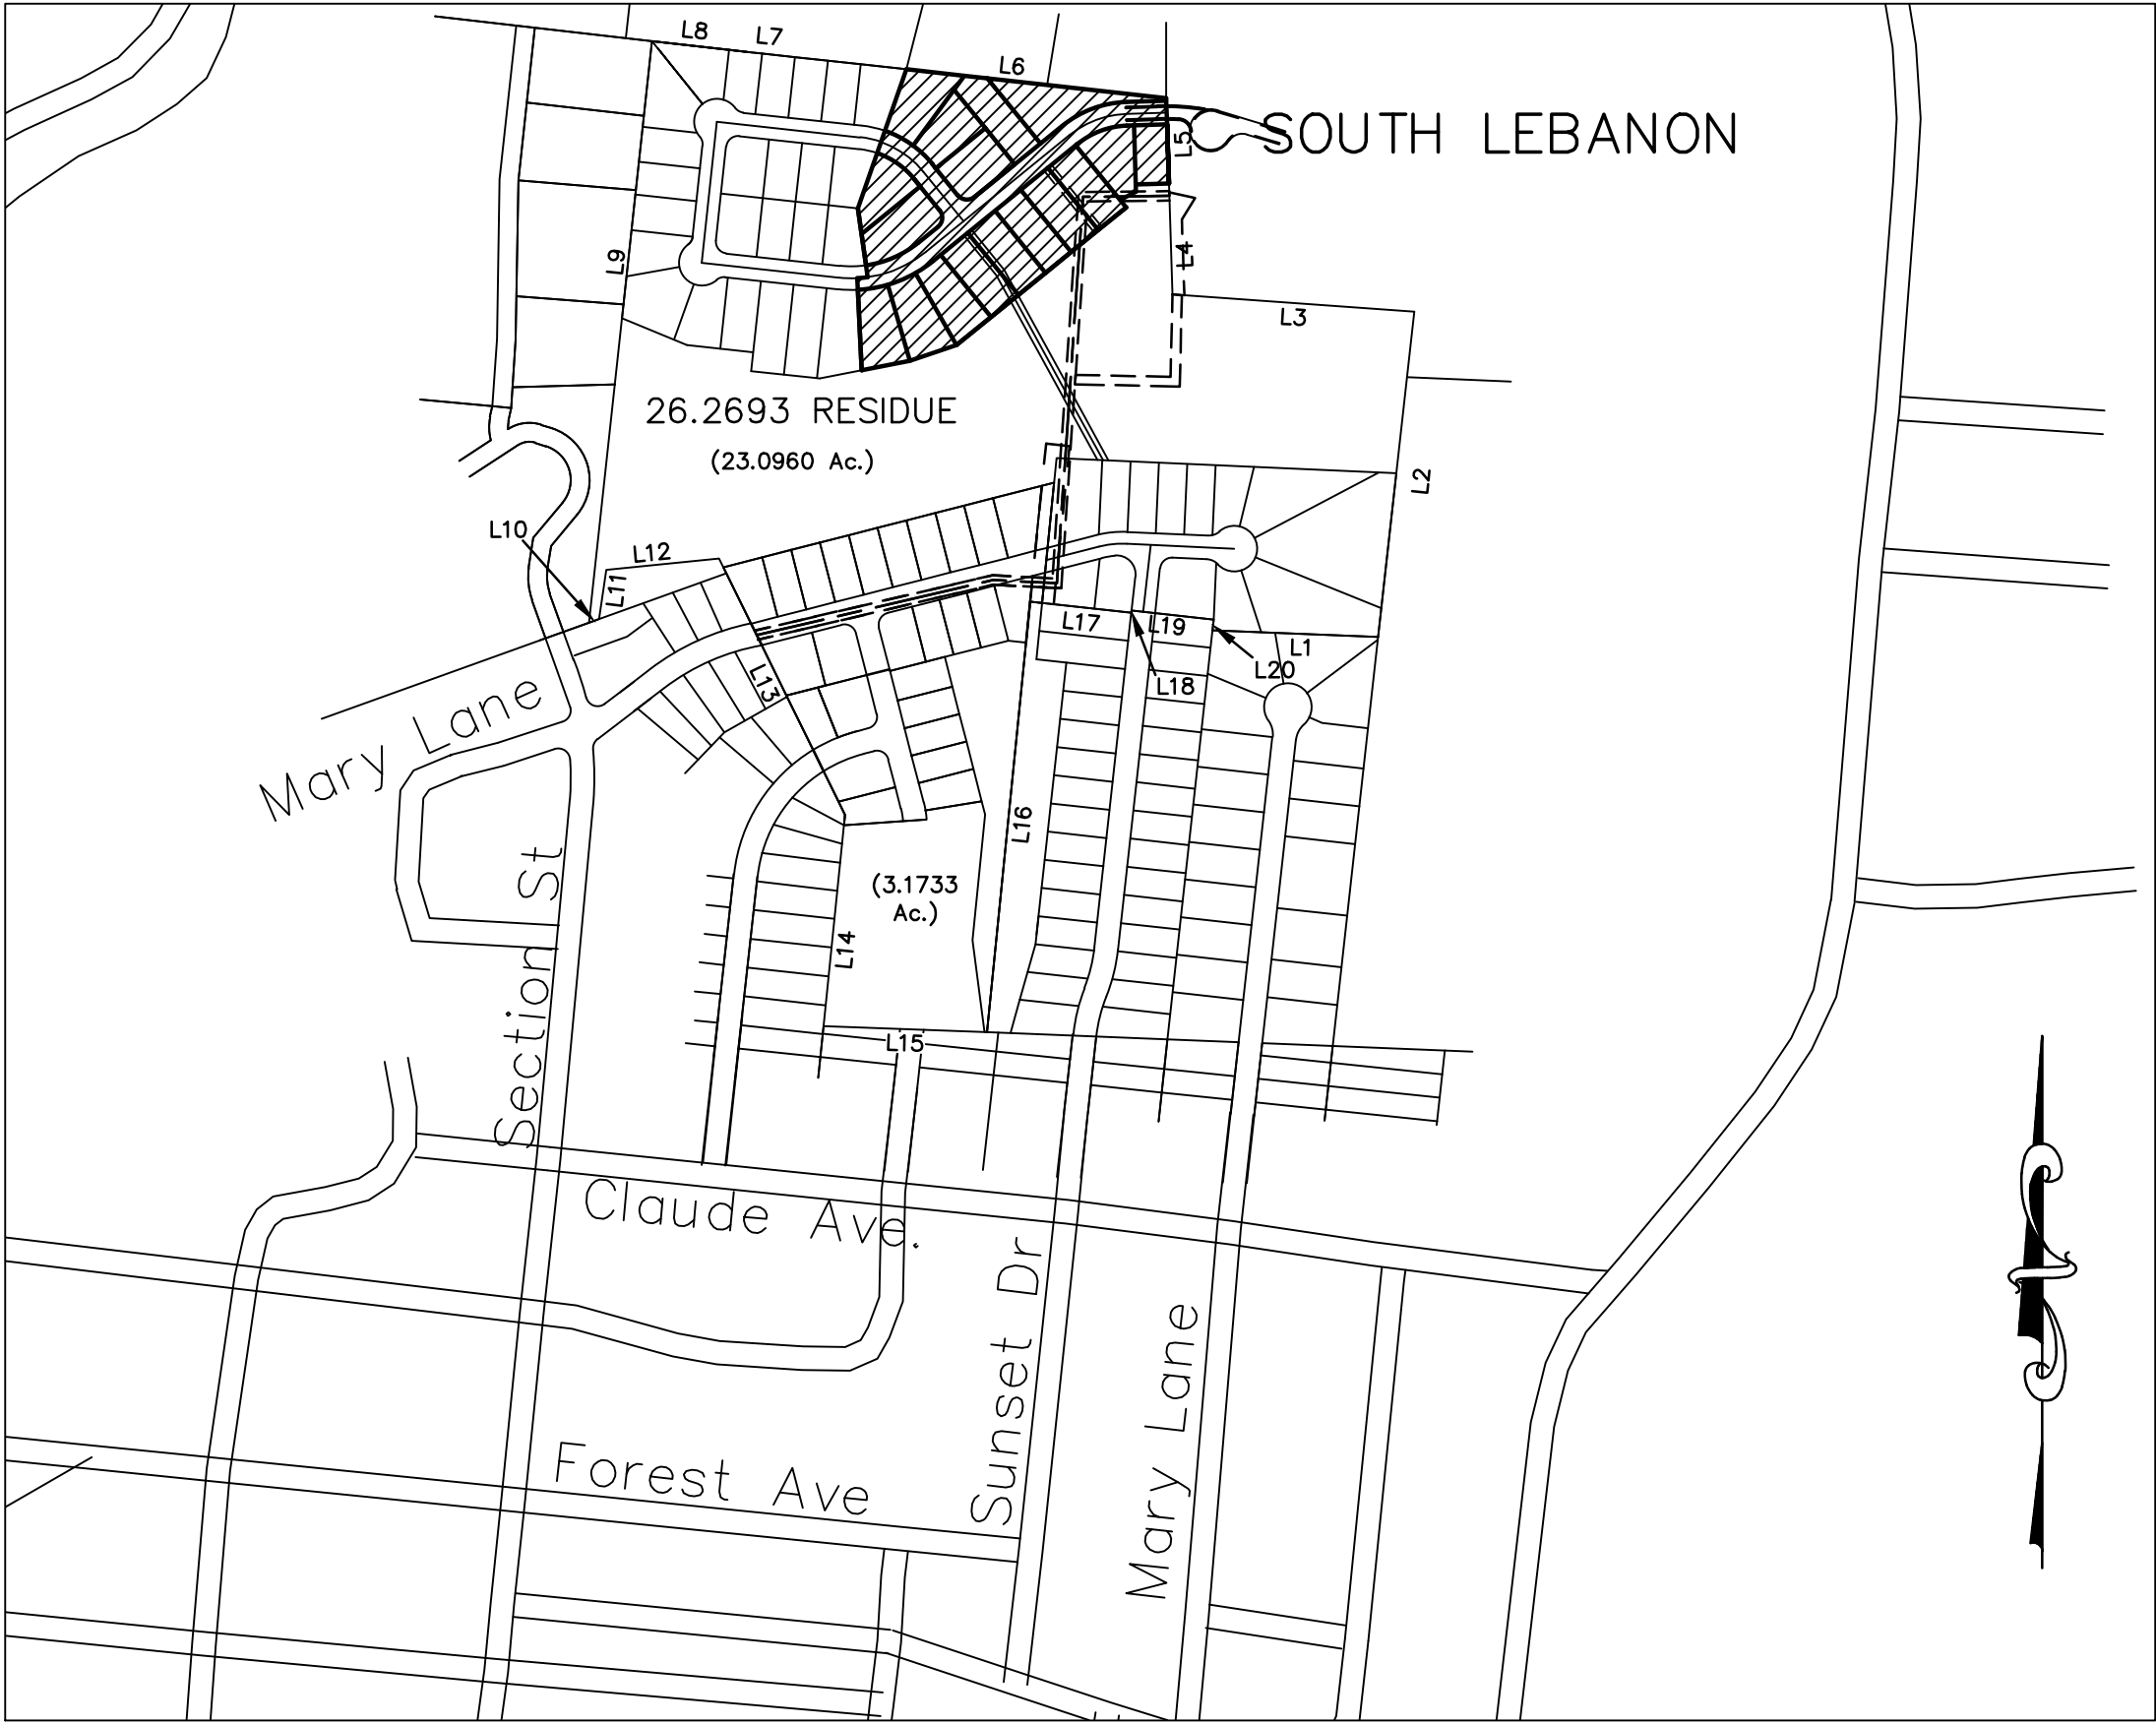 L8
L7
L6
SOUTH LEBANON
L5
L4
L9
L3
26.2693 RESIDUE
(23.0960 Ac.)
L2
L10
L12
L11
L17
L19
L1
L20
L18
L13
Mary Lane
L16
Section St
(3.1733
Ac.)
L14
L15
Claude Ave.
Sunset Dr
Mary Lane
Forest Ave